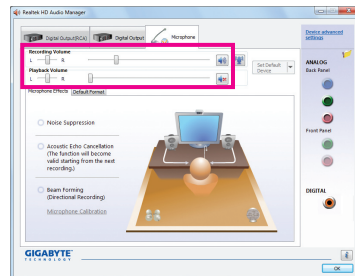 Realtek HD Audio Manager
Digital Output(RCA)
Digital Output
Microphone
Device advanced
settings
Recording Volume
L
R
Set Default
Device
ANALOG
Back Panel
Playback Volume
L
R
Microphone Effects
Default Format
Noise Suppression
Acoustic Echo Cancellation
(The function will become
valid starting from the next
recording.)
Front Panel
Beam Forming
(Directional Recording)
Microphone Calibration
DIGITAL
GIGABYTE™
TECHNOLOGY
i
OK